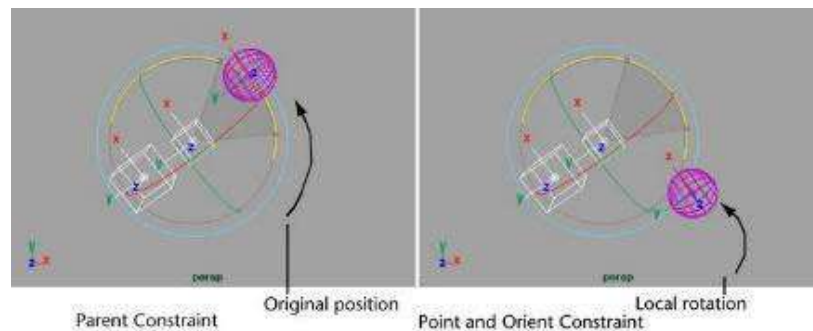 x
z
y
x
x
z
y
z
y
y
z x
persp
x
x
z
y
x
z
y
y
z
y
z x
persp
Original position
Local rotation
Parent Constraint
Point and Orient Constraint